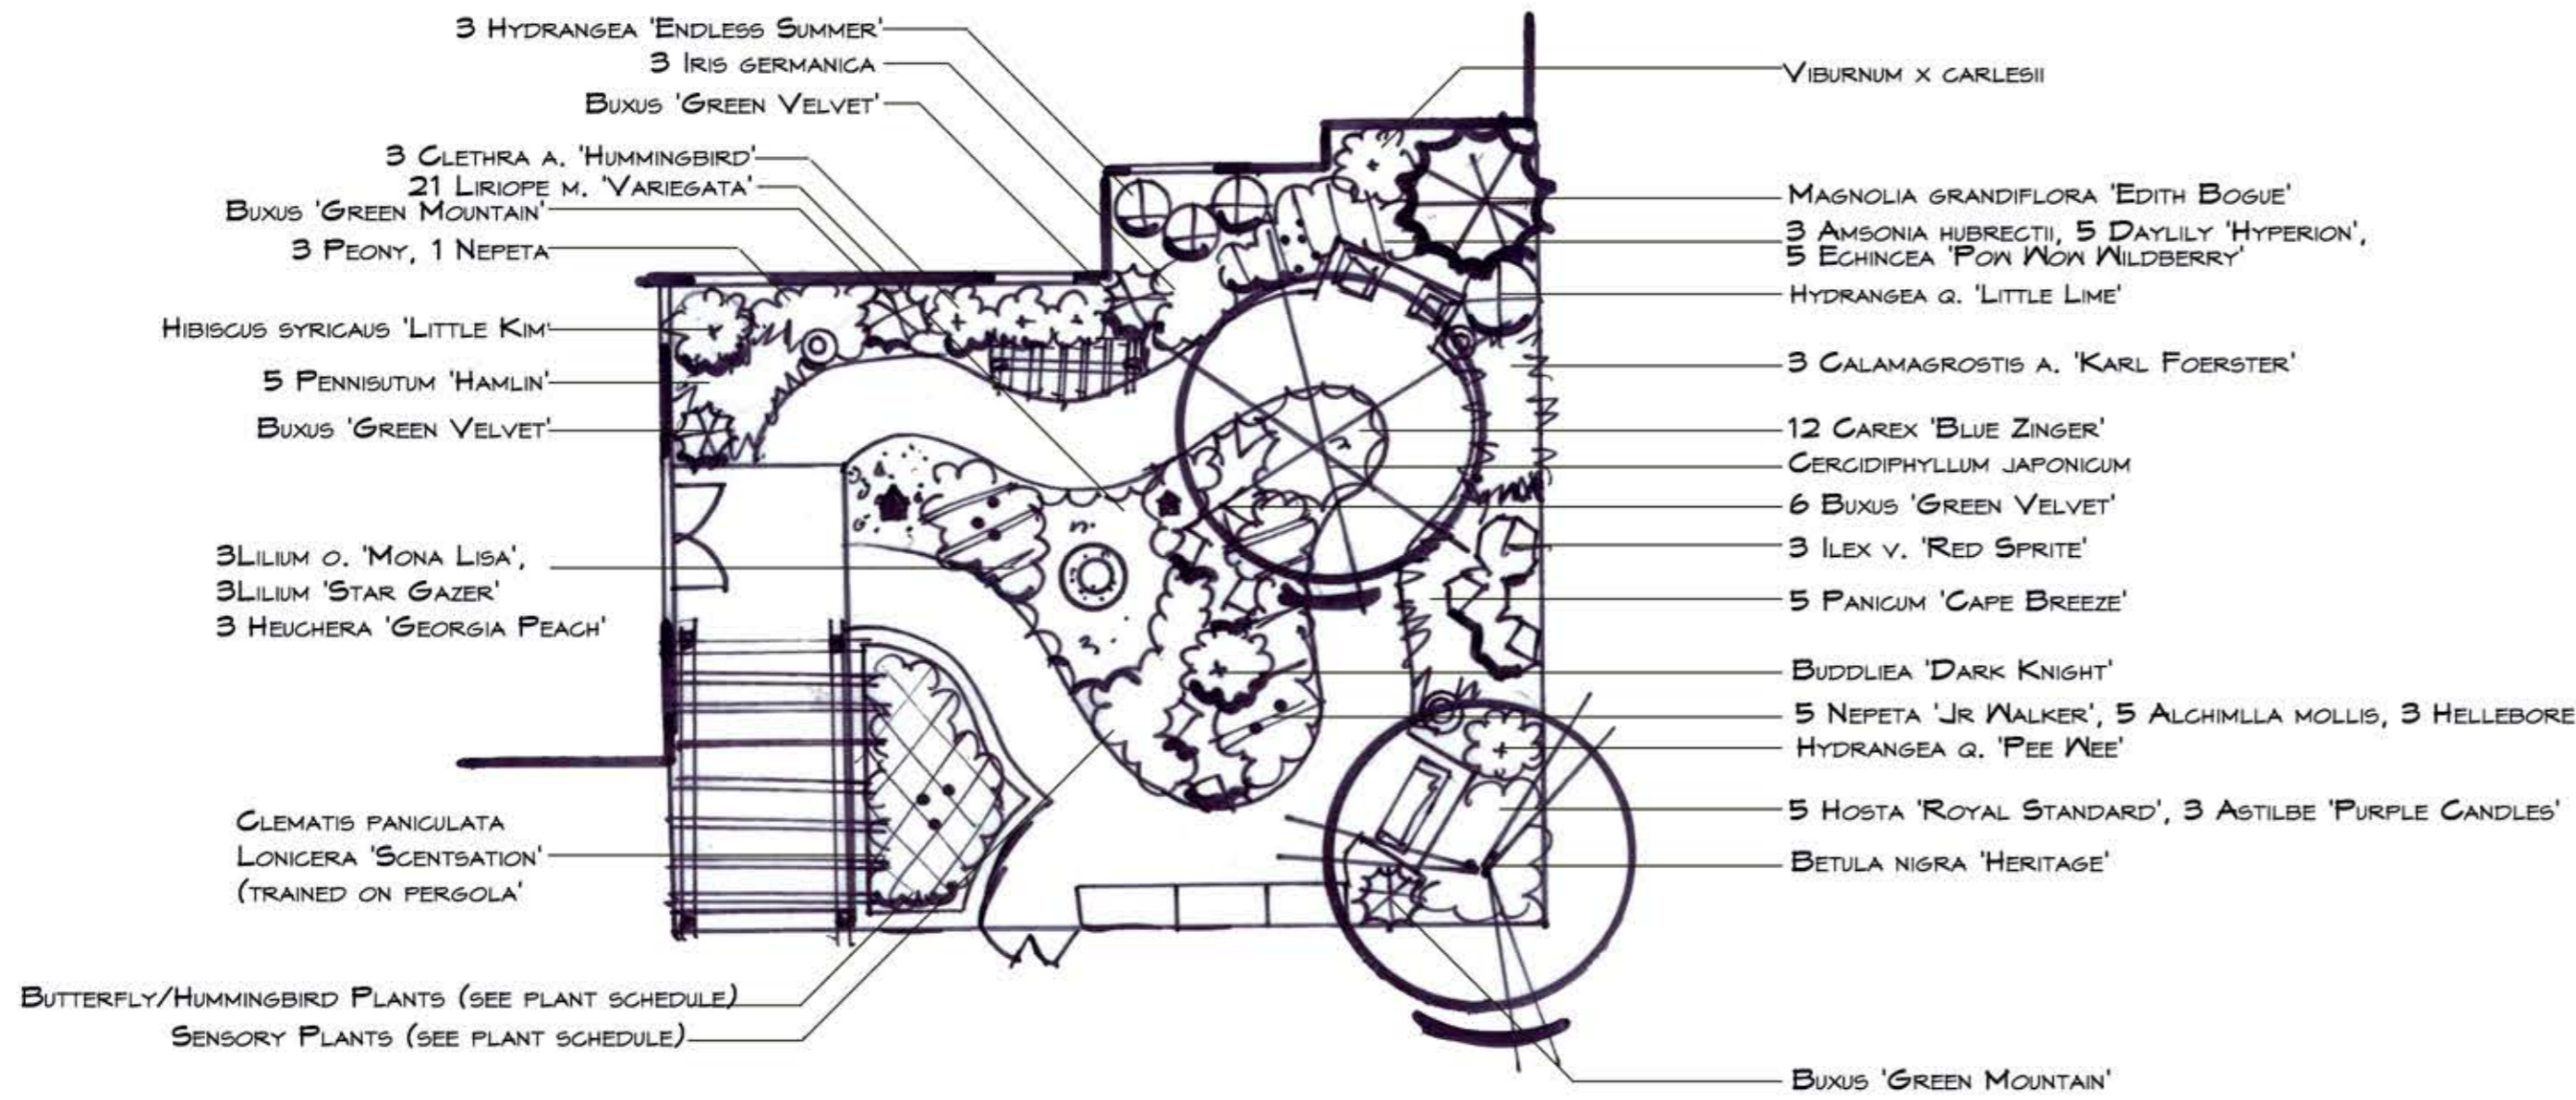 3 Hydrangea 'Endless Summer'
3 Iris germanica
Buxus 'Green Velvet'
3 Clethra a. 'Hummingbird'
21 Liriope m. 'Variegata'
Buxus 'Green Mountain'
3 Peony, 1 Nepeta
Hibiscus syricaus 'Little Kim'
5 Pennisutum 'Hamlin'
Buxus 'Green Velvet'
3Lilium o. 'Mona Lisa',
3Lilium 'Star Gazer'
3 Heuchera 'Georgia Peach'
Clematis paniculata
Lonicera 'Scentsation'
(trained on pergola'
Butterfly/Hummingbird Plants (see plant schedule)
Sensory Plants (see plant schedule)
Viburnum x carlesii
Magnolia grandiflora 'Edith Bogue'
3 Amsonia hubrectii, 5 Daylily 'Hyperion',
5 Echincea 'Pow Wow Wildberry'
Hydrangea q. 'Little Lime'
3 Calamagrostis a. 'Karl Foerster'
12 Carex 'Blue Zinger'
Cercidiphyllum japonicum
6 Buxus 'Green Velvet'
3 Ilex v. 'Red Sprite'
5 Panicum 'Cape Breeze'
Buddliea 'Dark Knight'
5 Nepeta 'Jr Walker', 5 Alchimlla mollis, 3 Hellebore
Hydrangea q. 'Pee Wee'
5 Hosta 'Royal Standard', 3 Astilbe 'Purple Candles'
Betula nigra 'Heritage'
Buxus 'Green Mountain'